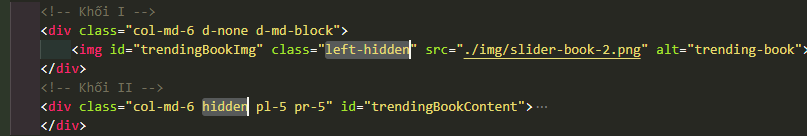 <!-- Khối I -->
<div class="col-md-6 d-none d-md-block">
<img id="trendingBookImg" class="left-hidden" src="./img/slider-book-2.png" alt="trending-book">
</div>
<!-- Khối II -->
<div class="col-md-6 hidden pl-5 pr-5" id="trendingBookContent">…
</div>